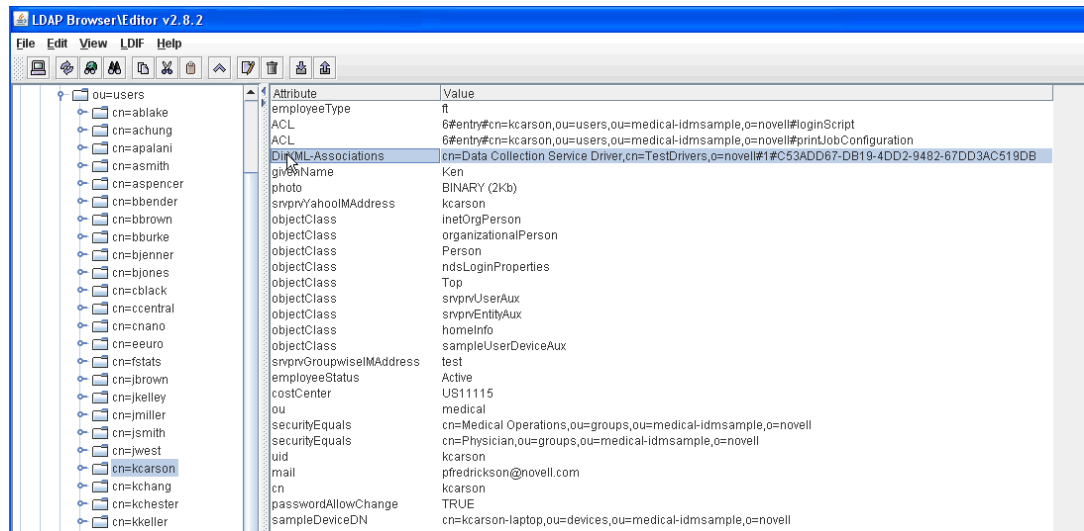 LDAP Browser\Editor v2.8.2
File Edit View LDIF Help
ou=users
cn=ablake
cn=achung
cn=apalani
cn=asmith
cn=aspencer
cn=bbender
cn=bbrown
cn=bburke
cn=bjenner
cn=bjones
cn=cblack
cn=ccentral
cn=cnano
cn=eeuro
cn=fstats
cn=jbrown
cn=jkelley
cn=jmiller
cn=jsmith
cn=jwest
cn=kcarson
cn=kchang
cn=kchester
cn=kkeller
Attribute Value
employeeType ft
ACL 6#entry#cn=kcarson,ou=users,ou=medical-idmsample,o=novell#loginScript
ACL 6#entry#cn=kcarson,ou=users,ou=medical-idmsample,o=novell#printJobConfiguration
DirXML-Associations cn=Data Collection Service Driver,cn=TestDrivers,o=novell#1#C53ADD67-DB19-4DD2-9482-67DD3AC519DB
givenName Ken
photo BINARY (2Kb)
srvprvYahooIMAddress kcarson
objectClass inetOrgPerson
objectClass organizationalPerson
objectClass Person
objectClass ndsLoginProperties
objectClass Top
objectClass srvprvUserAux
objectClass srvprvEntityAux
objectClass homeInfo
objectClass sampleUserDeviceAux
srvprvGroupwiseIMAddress test
employeeStatus Active
costCenter US11115
ou medical
securityEquals cn=Medical Operations,ou=groups,ou=medical-idmsample,o=novell
securityEquals cn=Physician,ou=groups,ou=medical-idmsample,o=novell
uid kcarson
mail pfredrickson@novell.com
cn kcarson
passwordAllowChange TRUE
sampleDeviceDN cn=kcarson-laptop,ou=devices,ou=medical-idmsample,o=novell